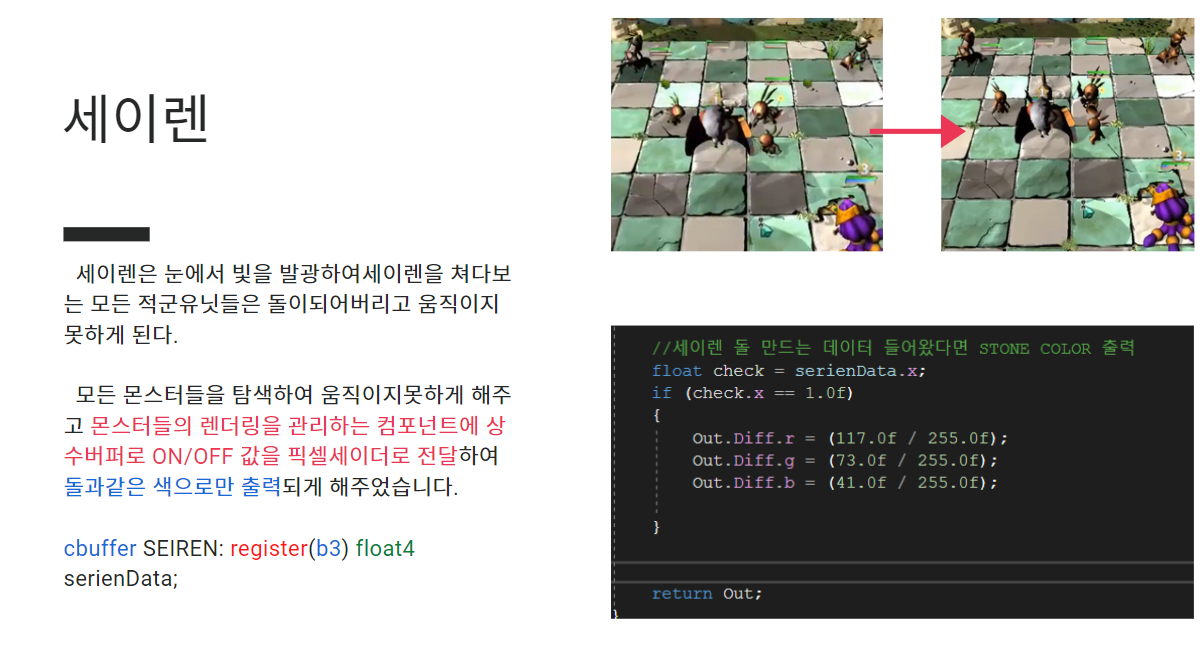 세이렌
세이렌은 눈에서 빛을 발광하여세이렌을 쳐다보
는 모든 적군유닛들은 돌이되어버리고 움직이지
못하게 된다.
모든 몬스터들을 탐색하여 움직이지못하게 해주
고 몬스터들의 렌더링을 관리하는 컴포넌트에 상
수버퍼로 ON/OFF 값을 픽셀세이더로 전달하여
돌과같은 색으로만 출력되게 해주었습니다.
cbuffer SEIREN: register(b3) float4
serienData;
3
3
//세이렌 돌 만드는 데이터 들어왔다면 STONE COLOR 출력
float check = serienData.x;
if (check.x == 1.0f)
{
Out.Diff.r = (117.0f / 255.0f);
Out.Diff.g = (73.0f / 255.0f);
Out.Diff.b = (41.0f / 255.0f);
}
return Out;
}